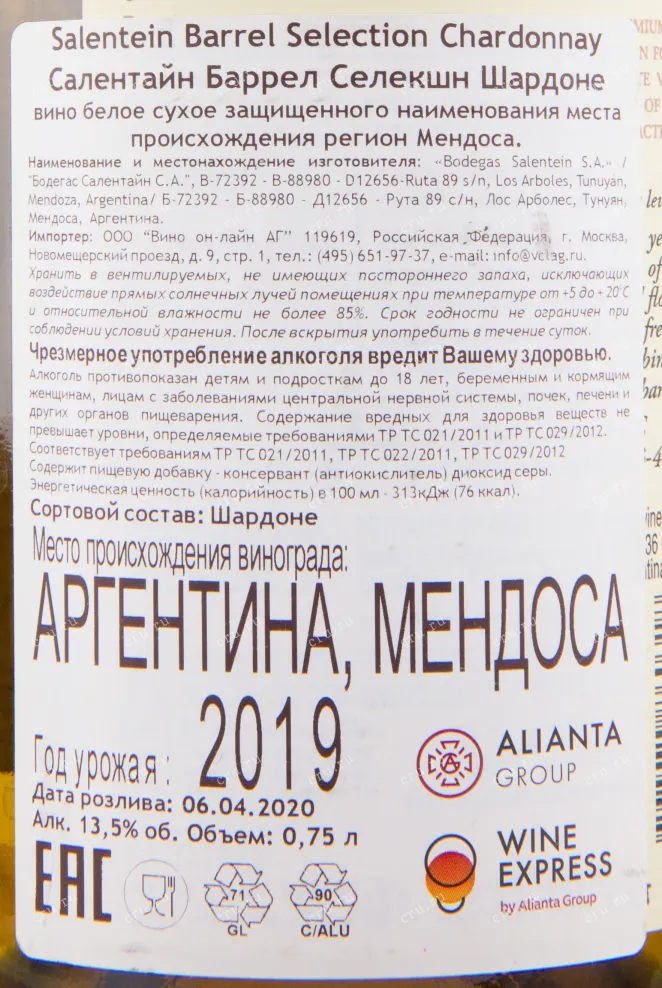 Salentein Barrel Selection Chardonnay
Салентайн Баррел Селекшн Шардоне
вино белое сухое защищенного наименования места
происхождения регион Мендоса.
Наименование и местонахождение изготовителя: «Bodegas Salentein S.A.» /
"Бодегас Салентайн С.А.", B-72392 - B-88980 - D12656-Ruta 89 s/n, Los Arboles, Tunuyan,
Mendoza, Argentina/ Б-72392 - Б-88980 - Д12656 - Рута 89 с/н, Лос Арболес, Тунуян,
Мендоса, Аргентина.
Импортер: ООО "Вино он-лайн АГ" 119619, Российская Федерация, г. Москва,
Новомещерский проезд, д. 9, стр. 1, тел.: (495) 651-97-37, e-mail: info@vclag.ru.
Хранить в вентилируемых, не имеющих постороннего запаха, исключающих
воздействие прямых солнечных лучей помещениях при температуре от +5 до + 20°C
и относительной влажности не более 85%. Срок годности не ограничен при
соблюдении условий хранения. После вскрытия употребить в течение суток.
Чрезмерное употребление алкоголя вредит Вашему здоровью.
Алкоголь противопоказан детям и подросткам до 18 лет, беременным и кормящим
женщинам, лицам с заболеваниями центральной нервной системы, почек, печени и
других органов пищеварения. Содержание вредных для здоровья веществ не
превышает уровни, определяемые требованиями ТР ТС 021/2011 и ТР ТС 029/2012.
Соответствует требованиям ТР ТС 021/2011, ТР ТС 022/2011, ТР ТС 029/2012
Содержит пищевую добавку - консервант (антиокислитель) диоксид серы.
Энергетическая ценность (калорийность) в 100 мл - 313кДж (76 ккал).
Сортовой состав: Шардоне
Место происхождения винограда:
АРГЕНТИНА, МЕНДОСА
Год урожая: 2019
Дата розлива: 06.04.2020
Алк. 13,5% об. Объем: 0,75 л
ALIANTA
GROUP
WINE
EXPRESS
by Alianta Group
EAC
71
GL
90
C/ALU
cru.ru